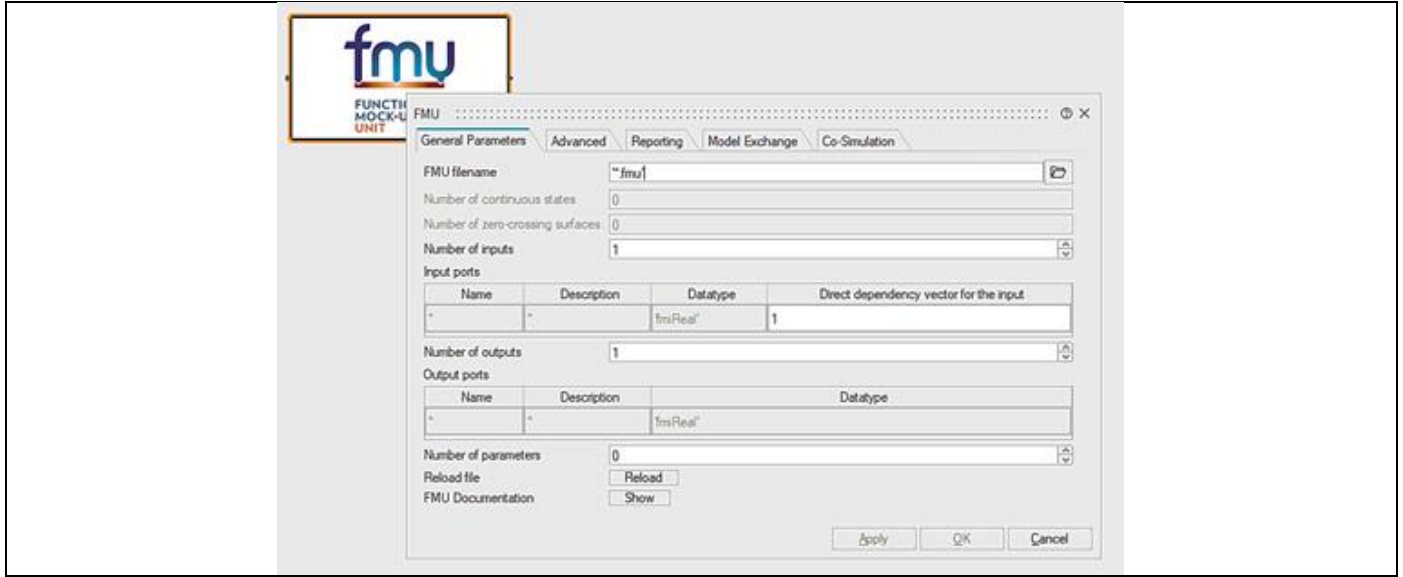 fmu
FUNCTIO
MOCK-U
UNIT
FMU
General Parameters Advanced Reporting Model Exchange Co-Simulation
FMU filename '*.fmu'
Number of continuous states 0
Number of zero-crossing surfaces 0
Number of inputs 1
Input ports
Name Description Datatype Direct dependency vector for the input
'' '' 'fmiReal' 1
Number of outputs 1
Output ports
Name Description Datatype
'' '' 'fmiReal'
Number of parameters 0
Reload file Reload
FMU Documentation Show
Apply OK Cancel